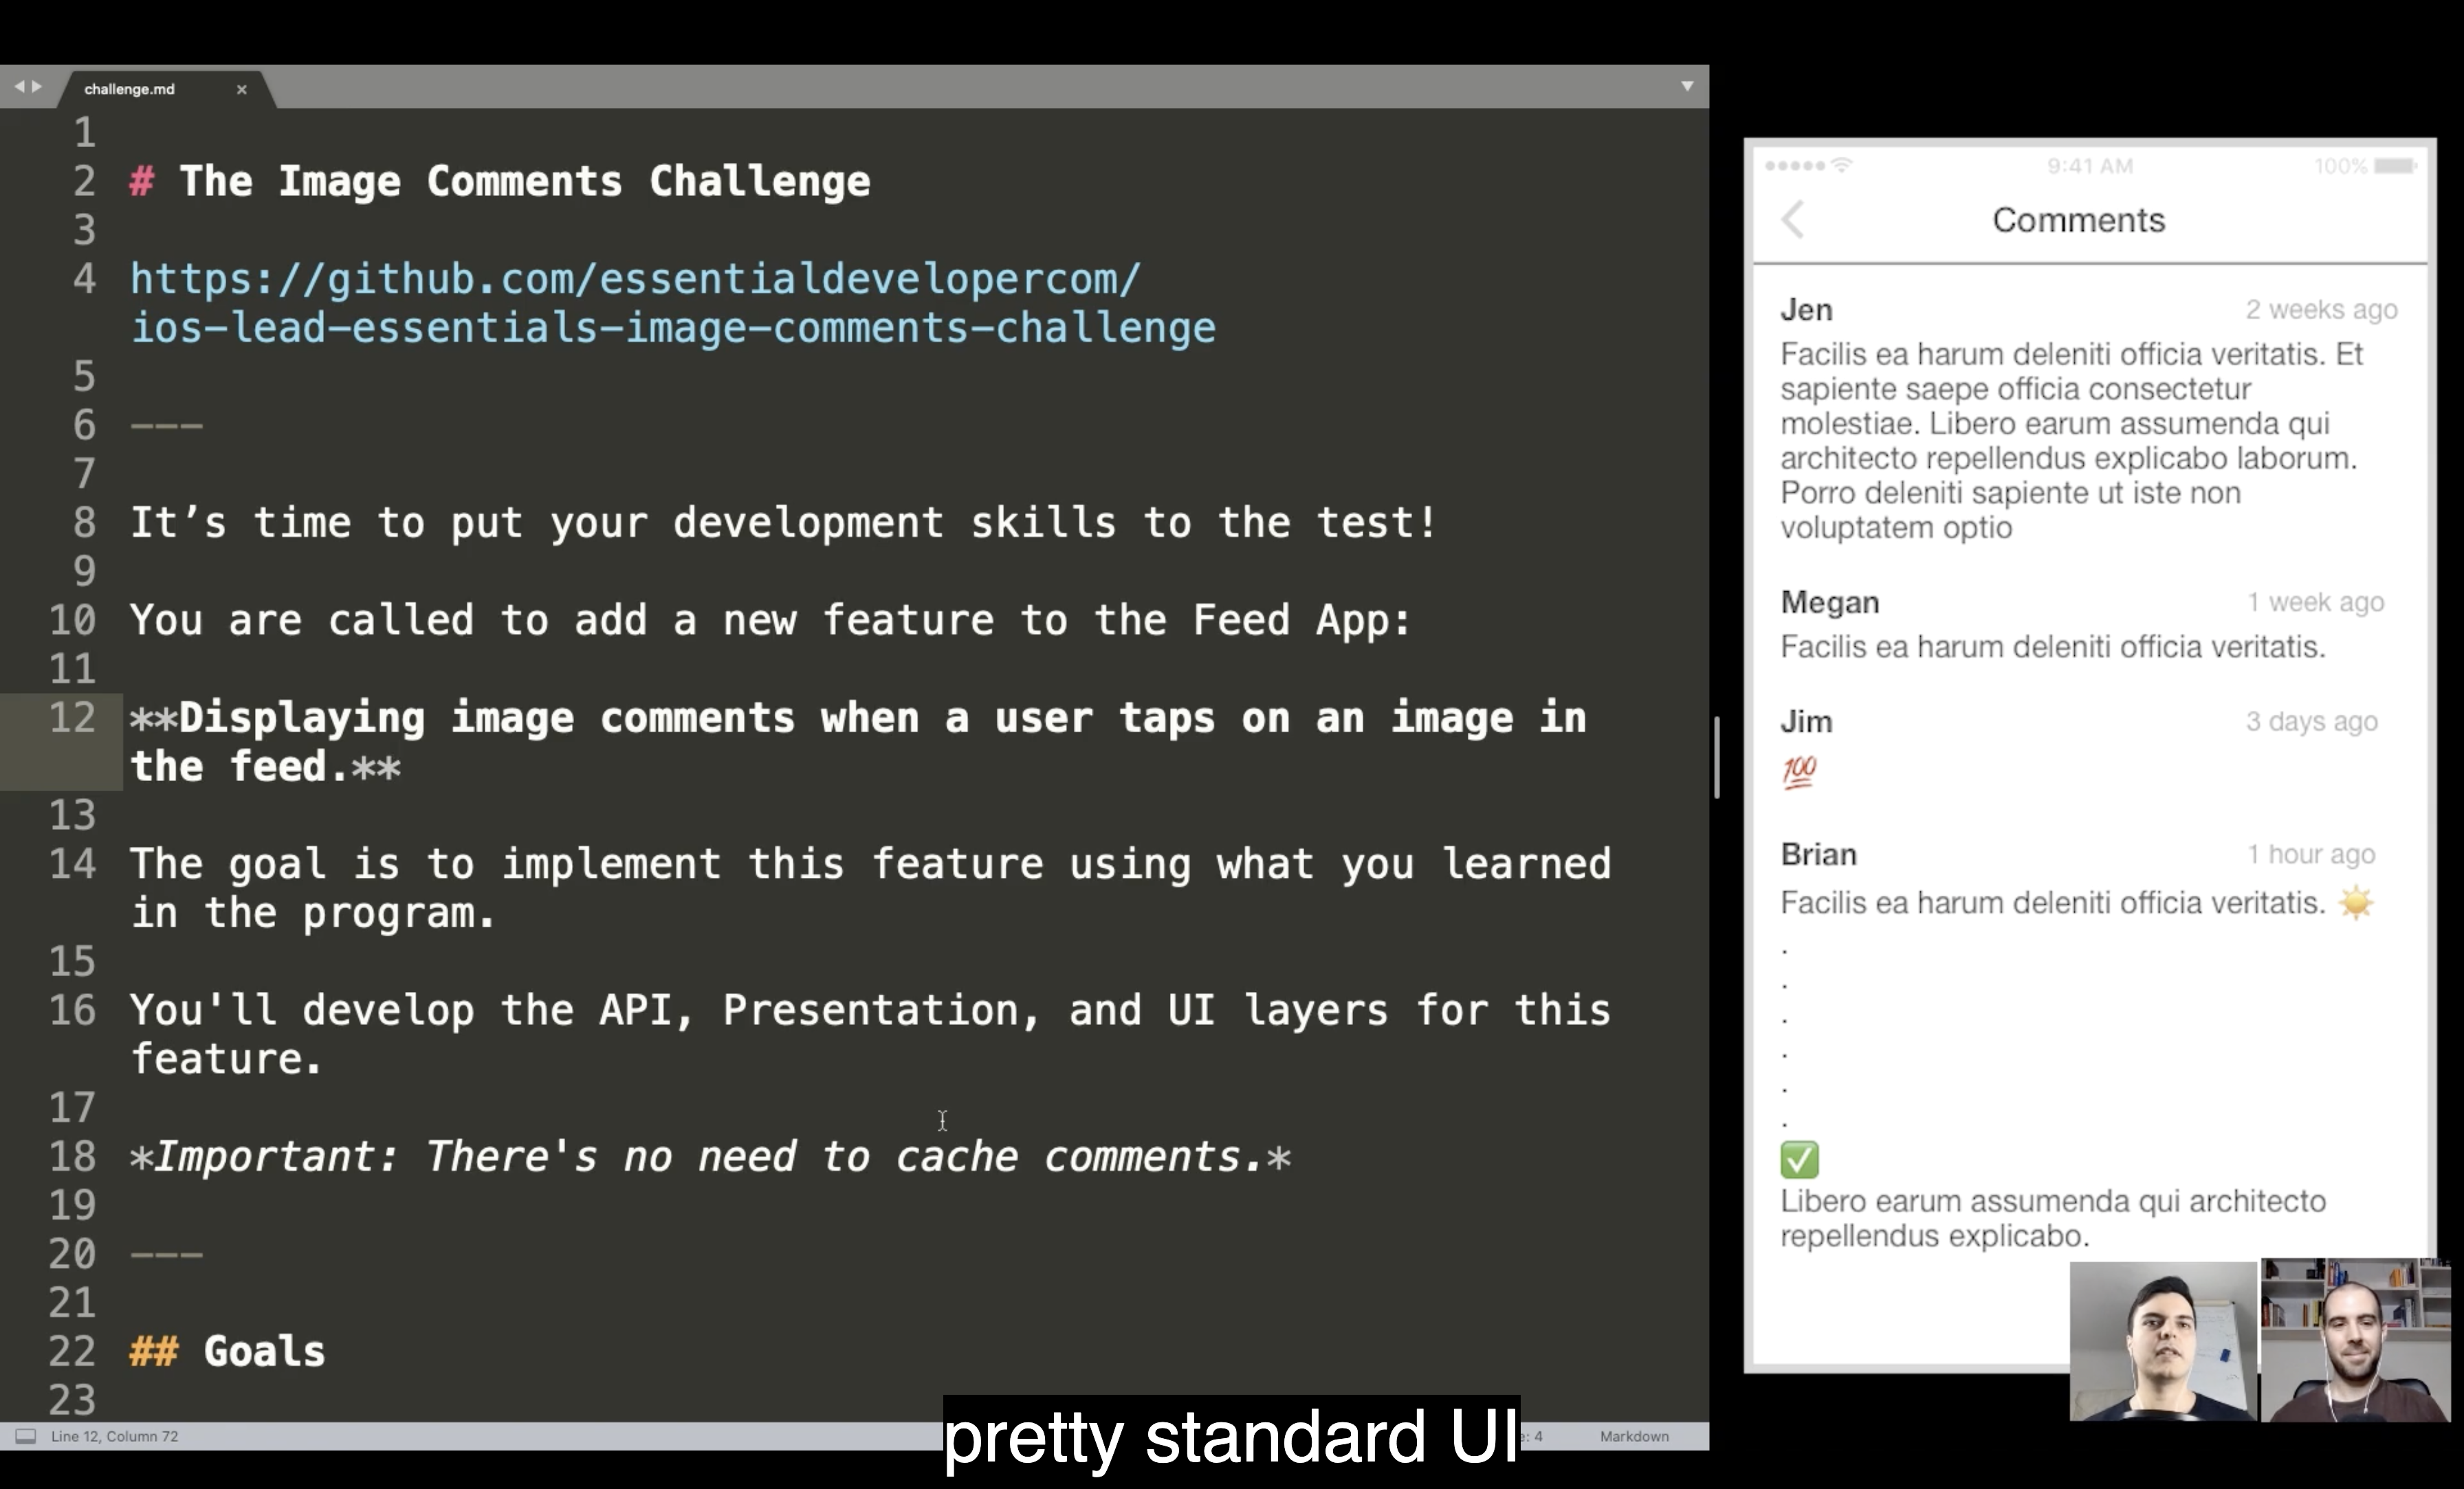 challenge.md
1
2 # The Image Comments Challenge
3
4 https://github.com/essentialdevelopercom/
ios-lead-essentials-image-comments-challenge
5
6 ---
7
8 It’s time to put your development skills to the test!
9
10 You are called to add a new feature to the Feed App:
11
12 **Displaying image comments when a user taps on an image in
the feed.**
13
14 The goal is to implement this feature using what you learned
in the program.
15
16 You'll develop the API, Presentation, and UI layers for this
feature.
17
18 *Important: There's no need to cache comments.*
19
20 ---
21
22 ## Goals
23
Line 12, Column 72
e: 4
Markdown
9:41 AM
100%
Comments
Jen 2 weeks ago
Facilis ea harum deleniti officia veritatis. Et
sapiente saepe officia consectetur
molestiae. Libero earum assumenda qui
architecto repellendus explicabo laborum.
Porro deleniti sapiente ut iste non
voluptatem optio
Megan 1 week ago
Facilis ea harum deleniti officia veritatis.
Jim 3 days ago
💯
Brian 1 hour ago
Facilis ea harum deleniti officia veritatis. ☀️
.
.
.
.
.
.
✅
Libero earum assumenda qui architecto
repellendus explicabo.
pretty standard UI